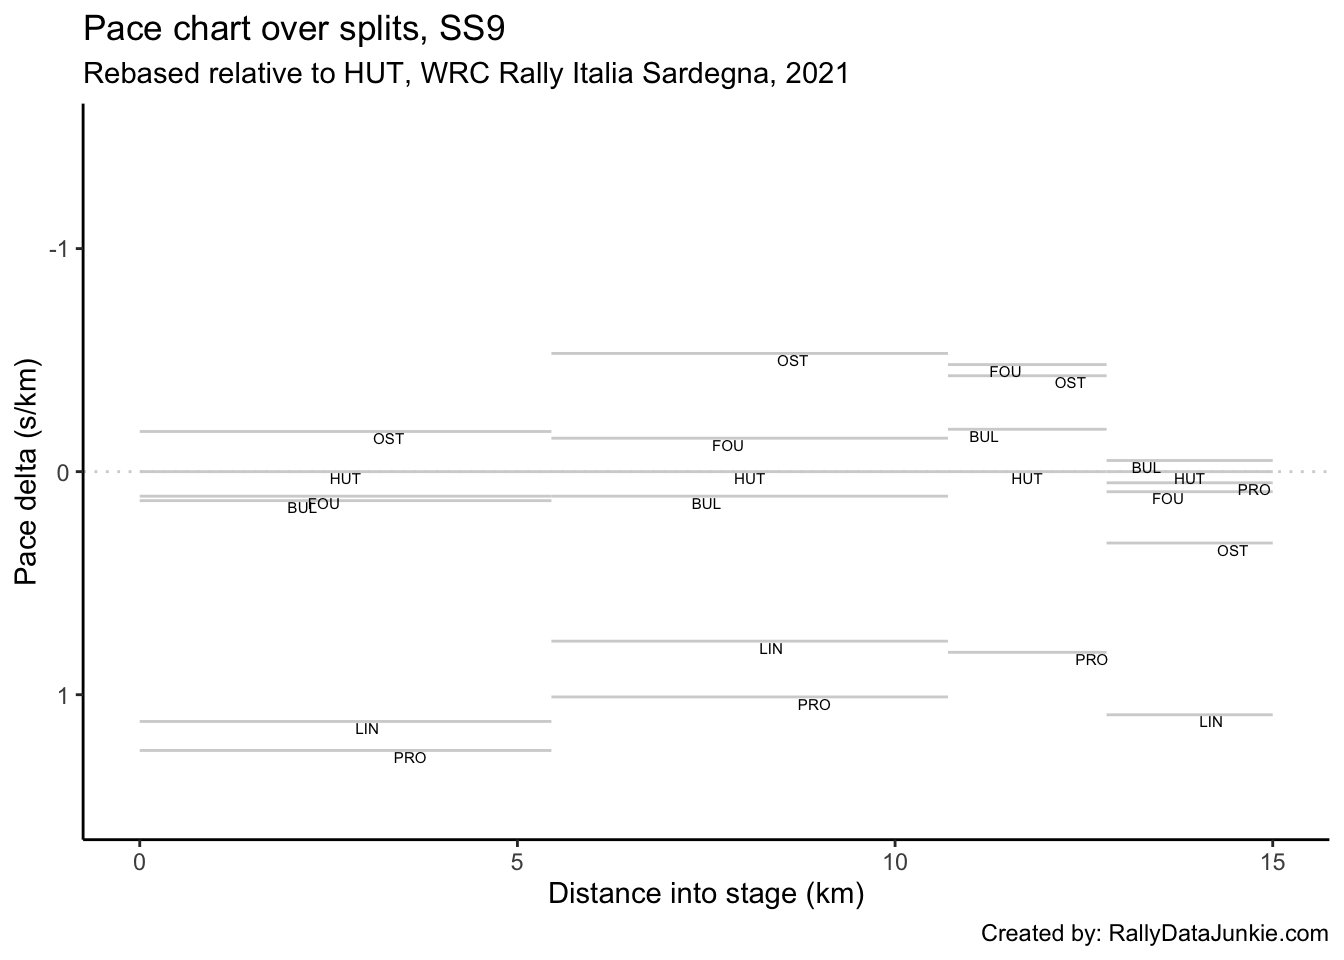 Pace chart over splits, SS9
Rebased relative to HUT, WRC Rally Italia Sardegna, 2021
Pace delta (s/km)
-1
0
1
OST
HUT
FOU
BUL
LIN
PRO
OST
FOU
HUT
BUL
LIN
PRO
FOU
OST
BUL
HUT
PRO
BUL
HUT
PRO
FOU
OST
LIN
0
5
10
15
Distance into stage (km)
Created by: RallyDataJunkie.com